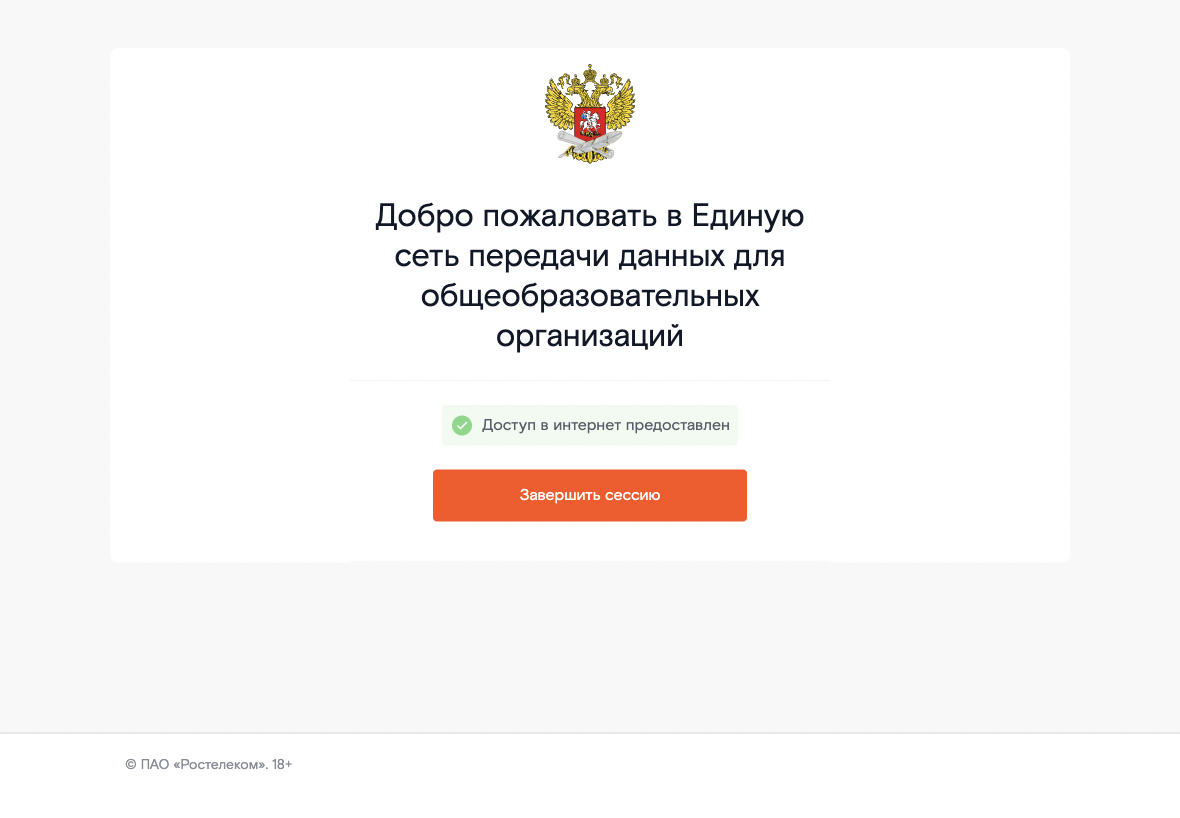 Добро пожаловать в Единую
сеть передачи данных для
общеобразовательных
организаций
Доступ в интернет предоставлен
Завершить сессию
© ПАО «Ростелеком». 18+